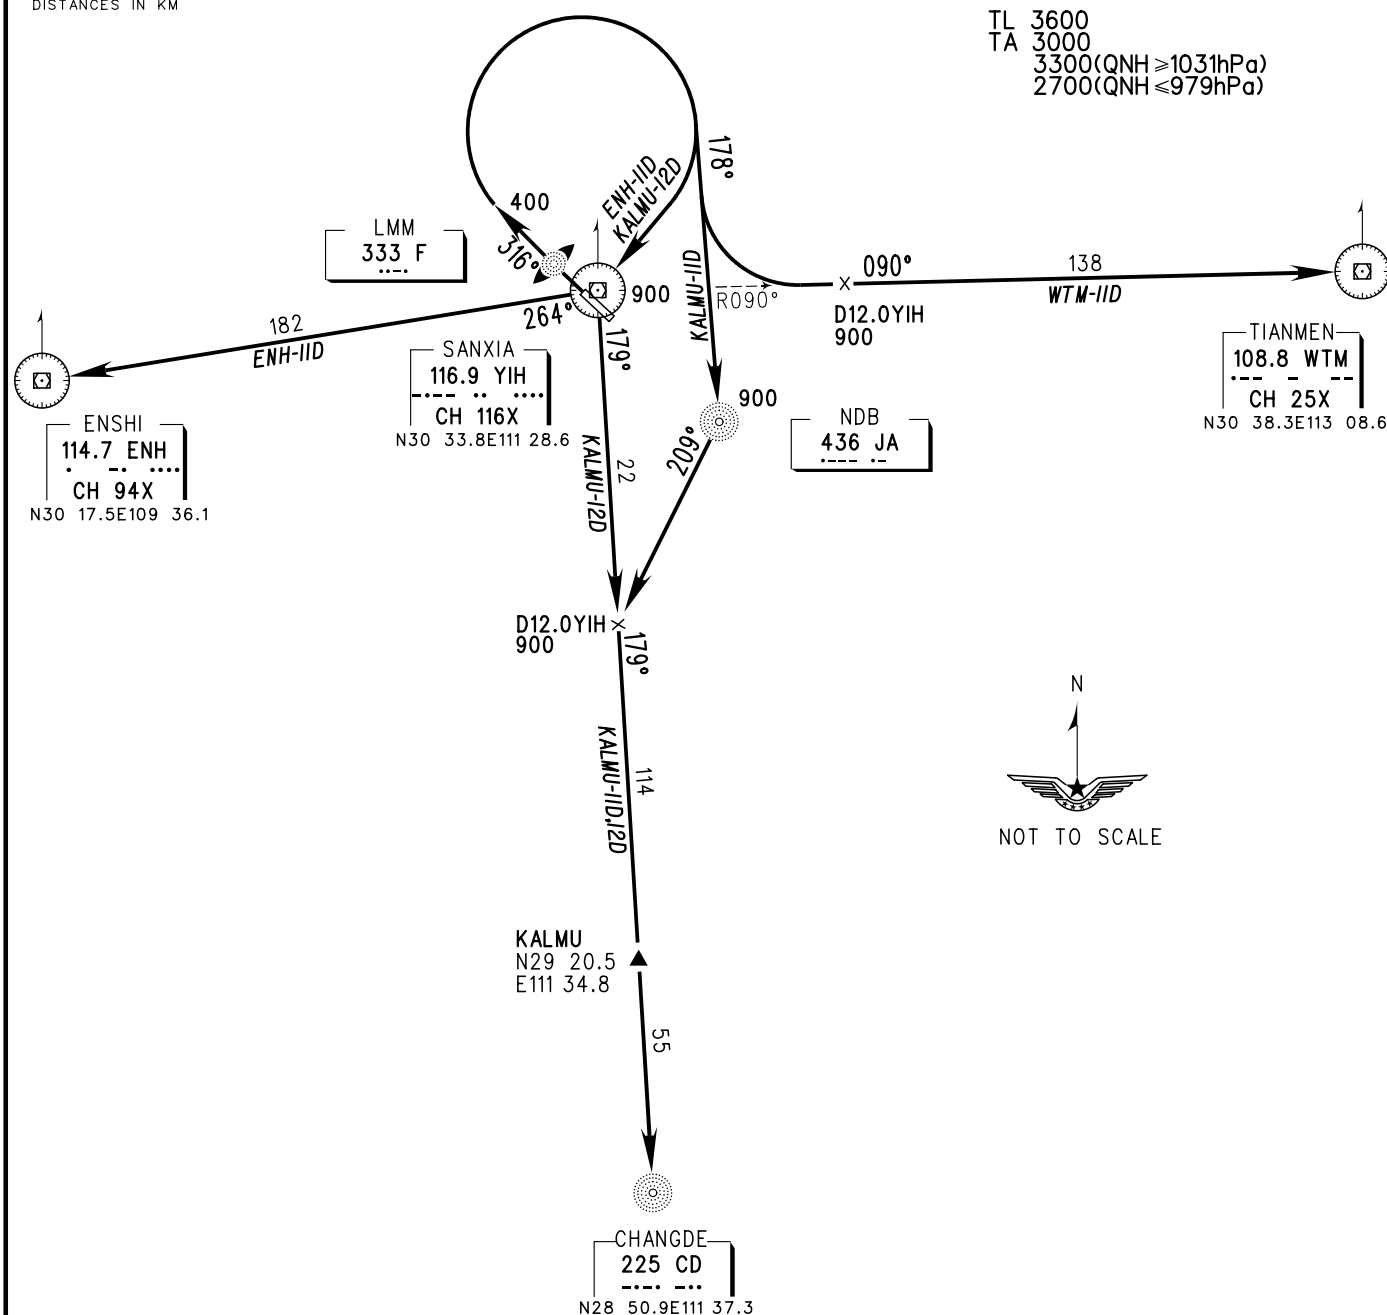 DISTANCES IN KM
TL 3600
TA 3000
3300(QNH ≥1031hPa)
2700(QNH ≤979hPa)
178°
ENH-11D
KALMU-12D
400
316°
LMM
333 F
900
264°
179°
KALMU-11D
R090°
090°
138
WTM-11D
D12.0YIH
900
TIANMEN
108.8 WTM
CH 25X
N30 38.3E113 08.6
182
ENH-11D
SANXIA
116.9 YIH
CH 116X
N30 33.8E111 28.6
ENSHI
114.7 ENH
CH 94X
N30 17.5E109 36.1
900
NDB
436 JA
209°
22
KALMU-12D
D12.0YIH
900
179°
N
NOT TO SCALE
KALMU-11D,12D
114
KALMU
N29 20.5
E111 34.8
55
CHANGDE
225 CD
N28 50.9E111 37.3